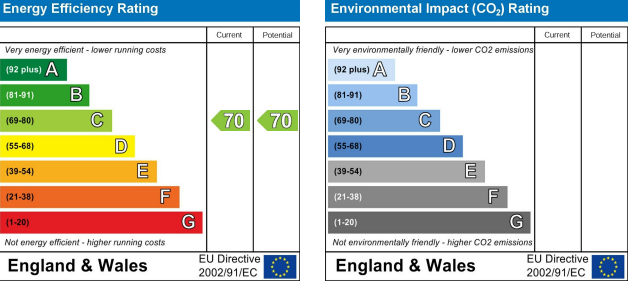 Energy Efficiency Rating
Current Potential
Very energy efficient - lower running costs
(92 plus) A
(81-91) B
(69-80) C 70 70
(55-68) D
(39-54) E
(21-38) F
(1-20) G
Not energy efficient - higher running costs
England & Wales
EU Directive
2002/91/EC
Environmental Impact (CO₂) Rating
Current Potential
Very environmentally friendly - lower CO2 emissions
(92 plus) A
(81-91) B
(69-80) C
(55-68) D
(39-54) E
(21-38) F
(1-20) G
Not environmentally friendly - higher CO2 emissions
England & Wales
EU Directive
2002/91/EC